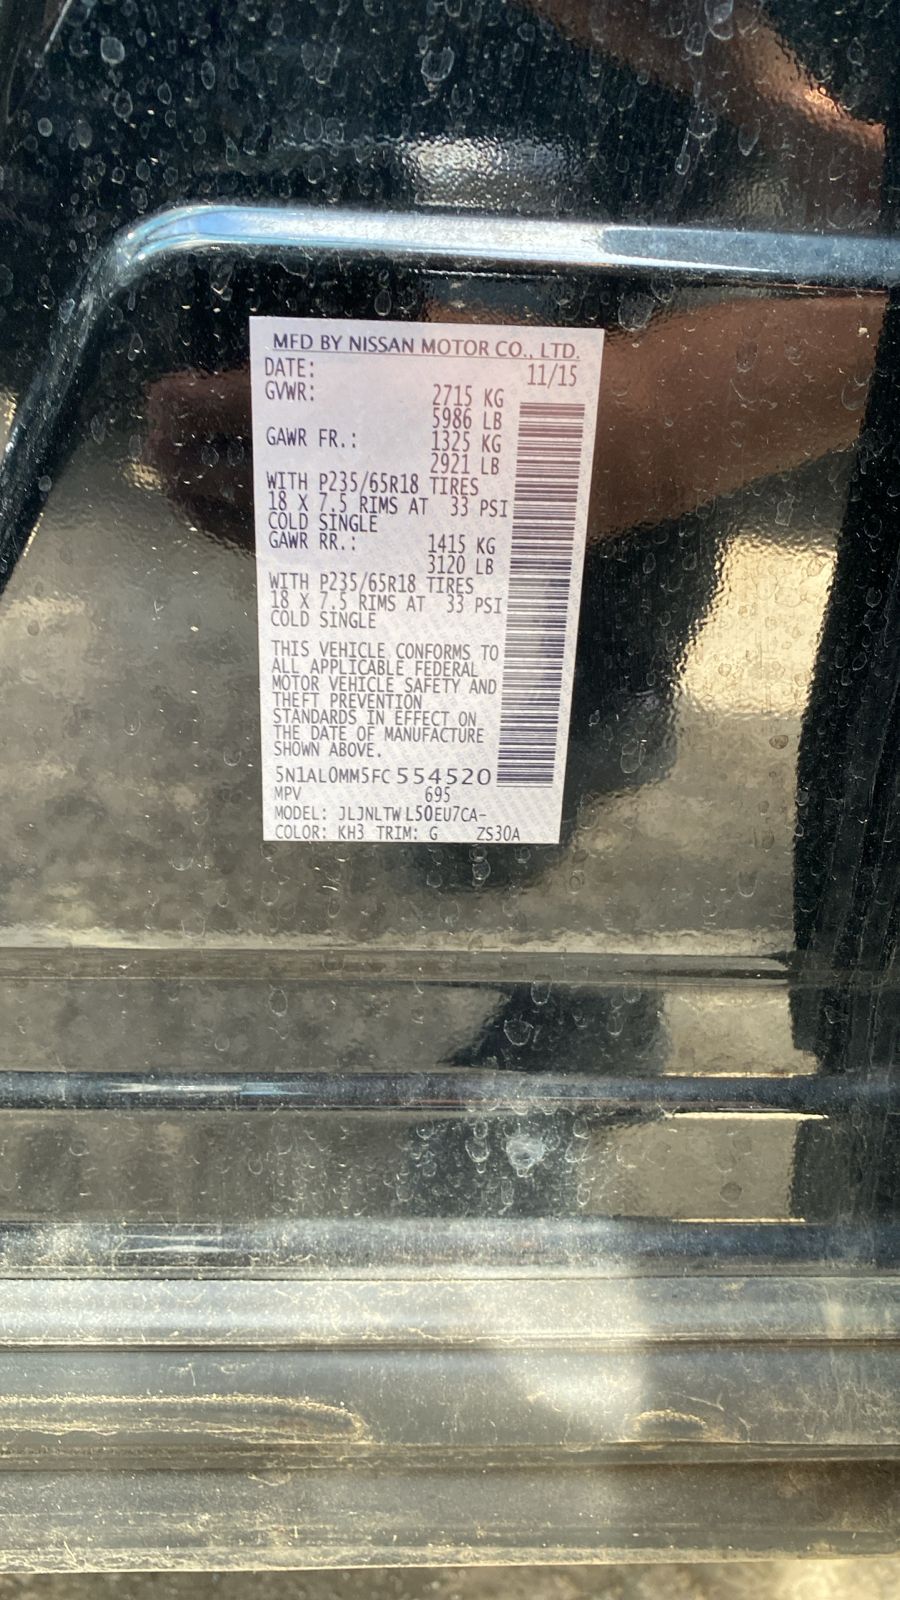 MFD BY NISSAN MOTOR CO., LTD.
DATE: 11/15
GVWR: 2715 KG
5986 LB
GAWR FR.: 1325 KG
2921 LB
WITH P235/65R18 TIRES
18 X 7.5 RIMS AT 33 PSI
COLD SINGLE
GAWR RR.: 1415 KG
3120 LB
WITH P235/65R18 TIRES
18 X 7.5 RIMS AT 33 PSI
COLD SINGLE
THIS VEHICLE CONFORMS TO
ALL APPLICABLE FEDERAL
MOTOR VEHICLE SAFETY AND
THEFT PREVENTION
STANDARDS IN EFFECT ON
THE DATE OF MANUFACTURE
SHOWN ABOVE.
5N1AL0MM5FC554520
MPV 695
MODEL: JLJNLTWL50EU7CA-
COLOR: KH3 TRIM: G ZS30A